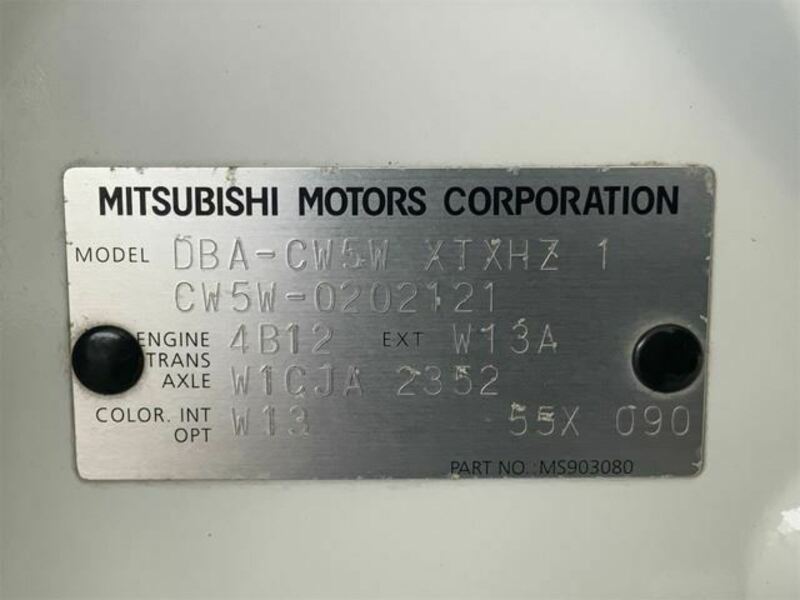 MITSUBISHI MOTORS CORPORATION
MODEL DBA-CW5W XTXHZ 1
CW5W-0202121
ENGINE 4B12 EXT W13A
TRANS
AXLE W1CJA 2352
COLOR. INT W13 55X 090
OPT
PART NO. :MS903080